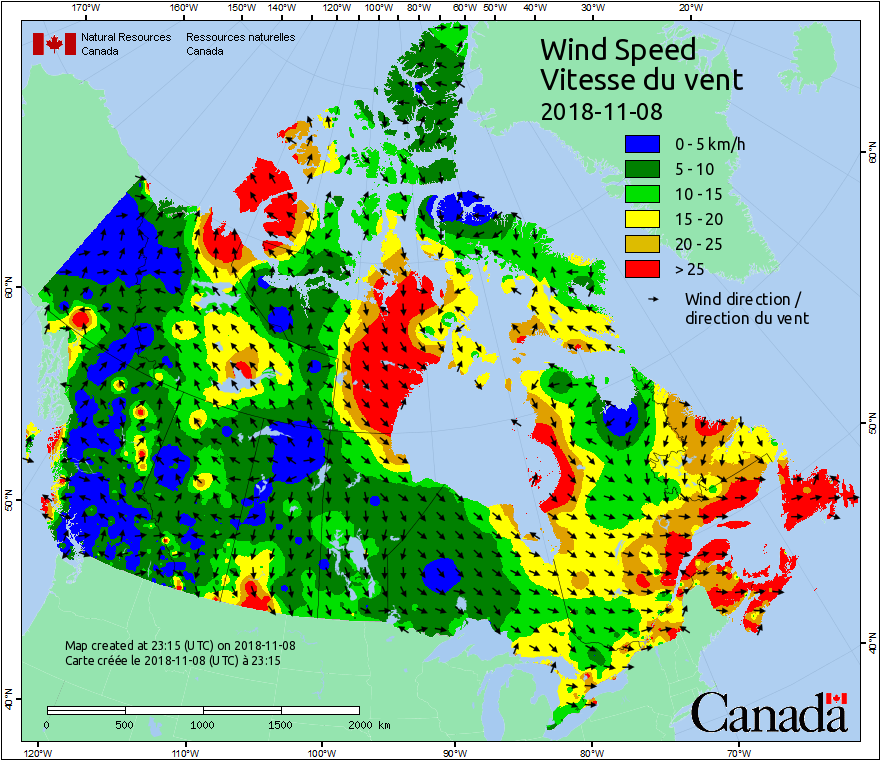 170°W 160°W 150°W 140°W 130°W 120°W 110°W 100°W 90°W 80°W 60°W 50°W 40°W 30°W 20°W
Natural Resources Canada
Ressources naturelles Canada
Wind Speed
Vitesse du vent
2018-11-08
0 - 5 km/h
5 - 10
10 - 15
15 - 20
20 - 25
> 25
Wind direction /
direction du vent
60°N
50°N
40°N
60°N
50°N
40°N
Map created at 23:15 (UTC) on 2018-11-08
Carte créée le 2018-11-08 (UTC) à 23:15
0 500 1000 1500 2000 km
Canada
120°W 110°W 100°W 90°W 80°W 70°W